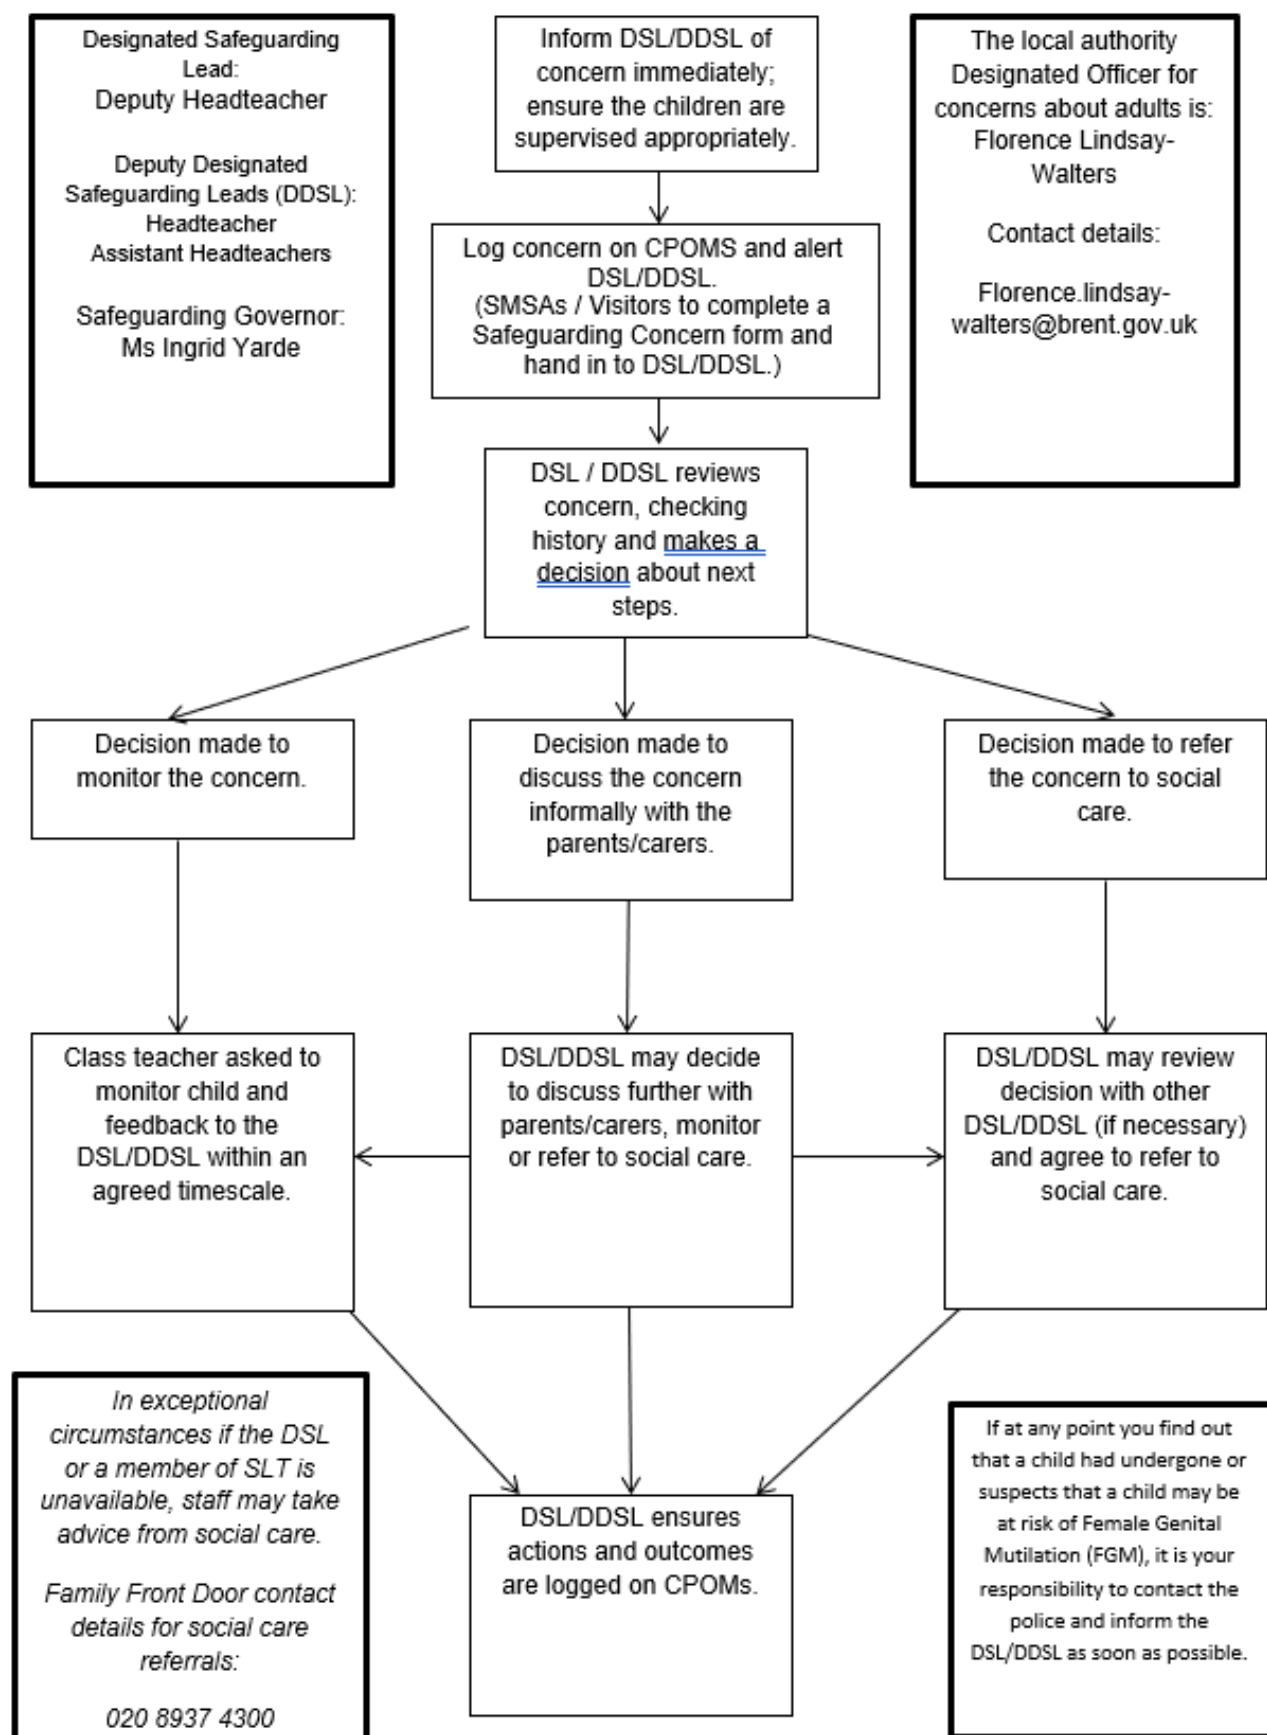 Designated Safeguarding
Lead:
Deputy Headteacher
Deputy Designated
Safeguarding Leads (DDSL):
Headteacher
Assistant Headteachers
Safeguarding Governor:
Ms Ingrid Yarde
Inform DSL/DDSL of
concern immediately;
ensure the children are
supervised appropriately.
The local authority
Designated Officer for
concerns about adults is:
Florence Lindsay-
Walters
Contact details:
Florence.lindsay-
walters@brent.gov.uk
Log concern on CPOMS and alert
DSL/DDSL.
(SMSAs / Visitors to complete a
Safeguarding Concern form and
hand in to DSL/DDSL.)
DSL / DDSL reviews
concern, checking
history and makes a
decision about next
steps.
Decision made to
monitor the concern.
Decision made to
discuss the concern
informally with the
parents/carers.
Decision made to refer
the concern to social
care.
Class teacher asked to
monitor child and
feedback to the
DSL/DDSL within an
agreed timescale.
DSL/DDSL may decide
to discuss further with
parents/carers, monitor
or refer to social care.
DSL/DDSL may review
decision with other
DSL/DDSL (if necessary)
and agree to refer to
social care.
In exceptional
circumstances if the DSL
or a member of SLT is
unavailable, staff may take
advice from social care.
Family Front Door contact
details for social care
referrals:
020 8937 4300
DSL/DDSL ensures
actions and outcomes
are logged on CPOMs.
If at any point you find out
that a child had undergone or
suspects that a child may be
at risk of Female Genital
Mutilation (FGM), it is your
responsibility to contact the
police and inform the
DSL/DDSL as soon as possible.